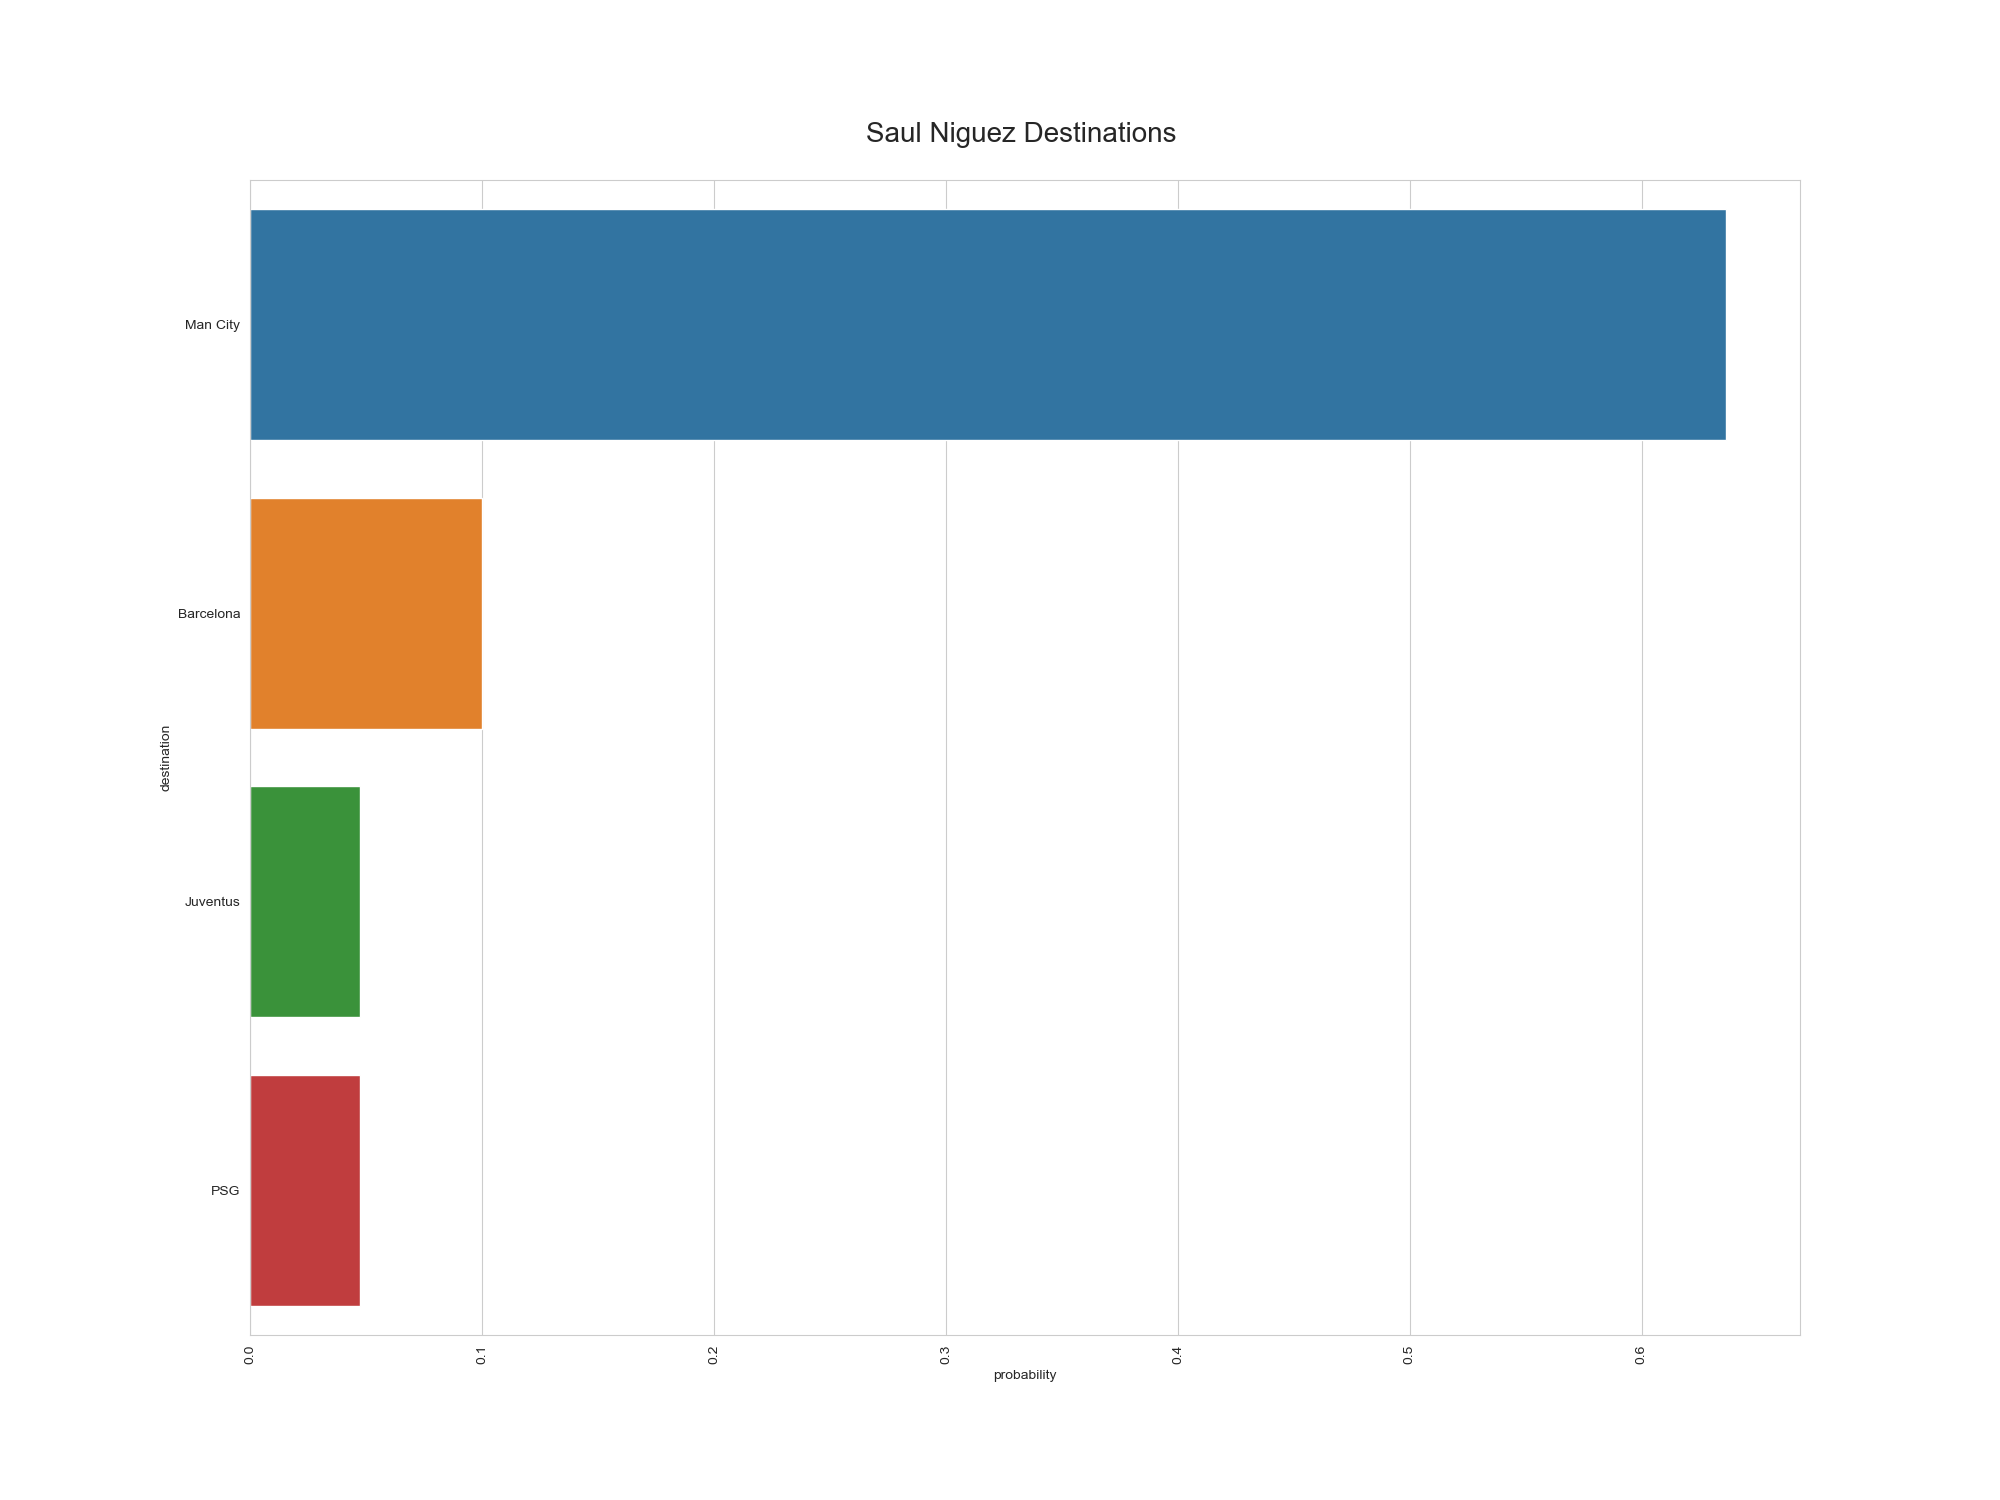 Saul Niguez Destinations
Man City
Barcelona
Juventus
PSG
destination
0.0
0.1
0.2
0.3
0.4
0.5
0.6
probability